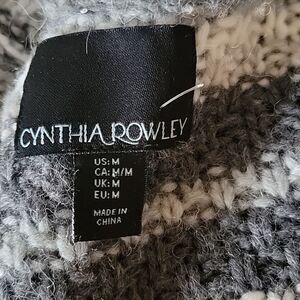 CYNTHIA ROWLEY
US: M
CA: M/M
UK: M
EU: M
MADE IN
CHINA